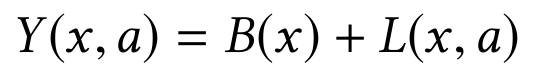 Y(x, a) = B(x) + L(x, a)